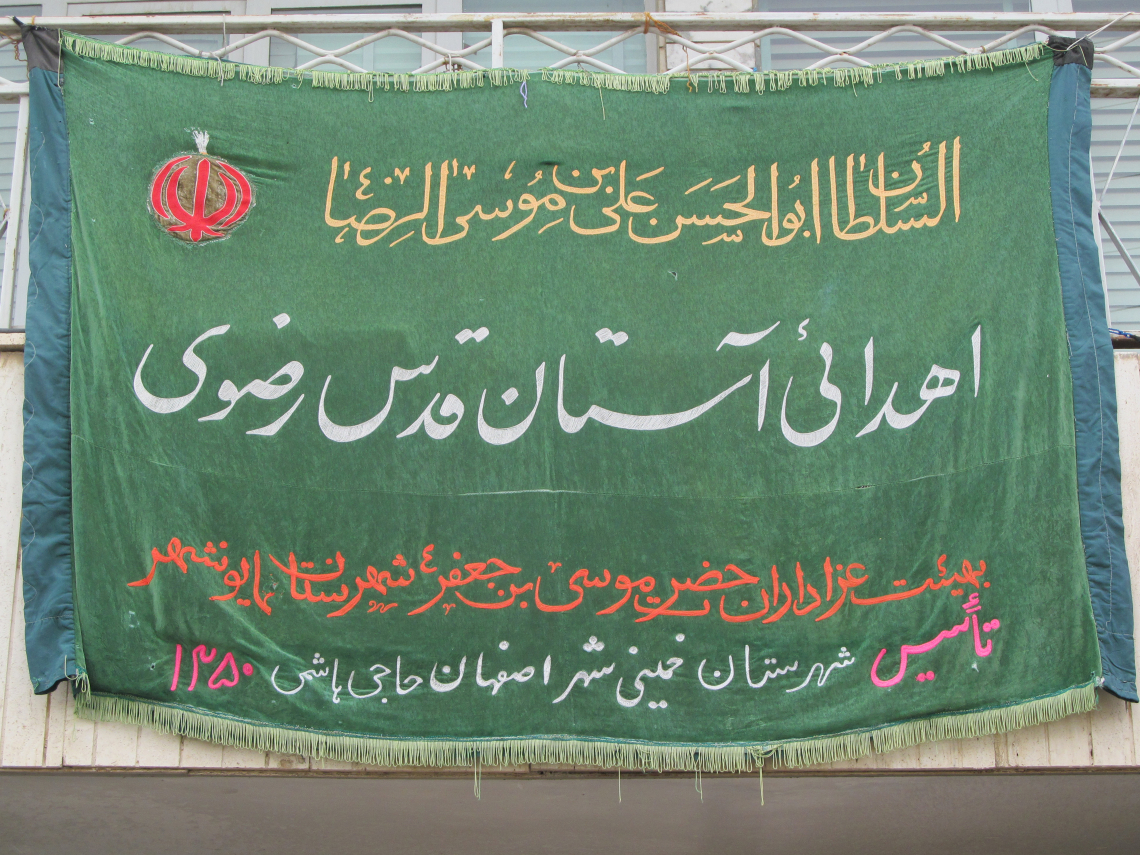 السلطان ابوالحسن علی بن موسی الرضا ع
اهدائی آستان قدس رضوی
بهیئت عزاداران حضرت موسی بن جعفر ع شهرستان همایونشهر
تأسیس شهرستان خمینی شهر اصفهان حاجی هاشمی ۱۳۵۰